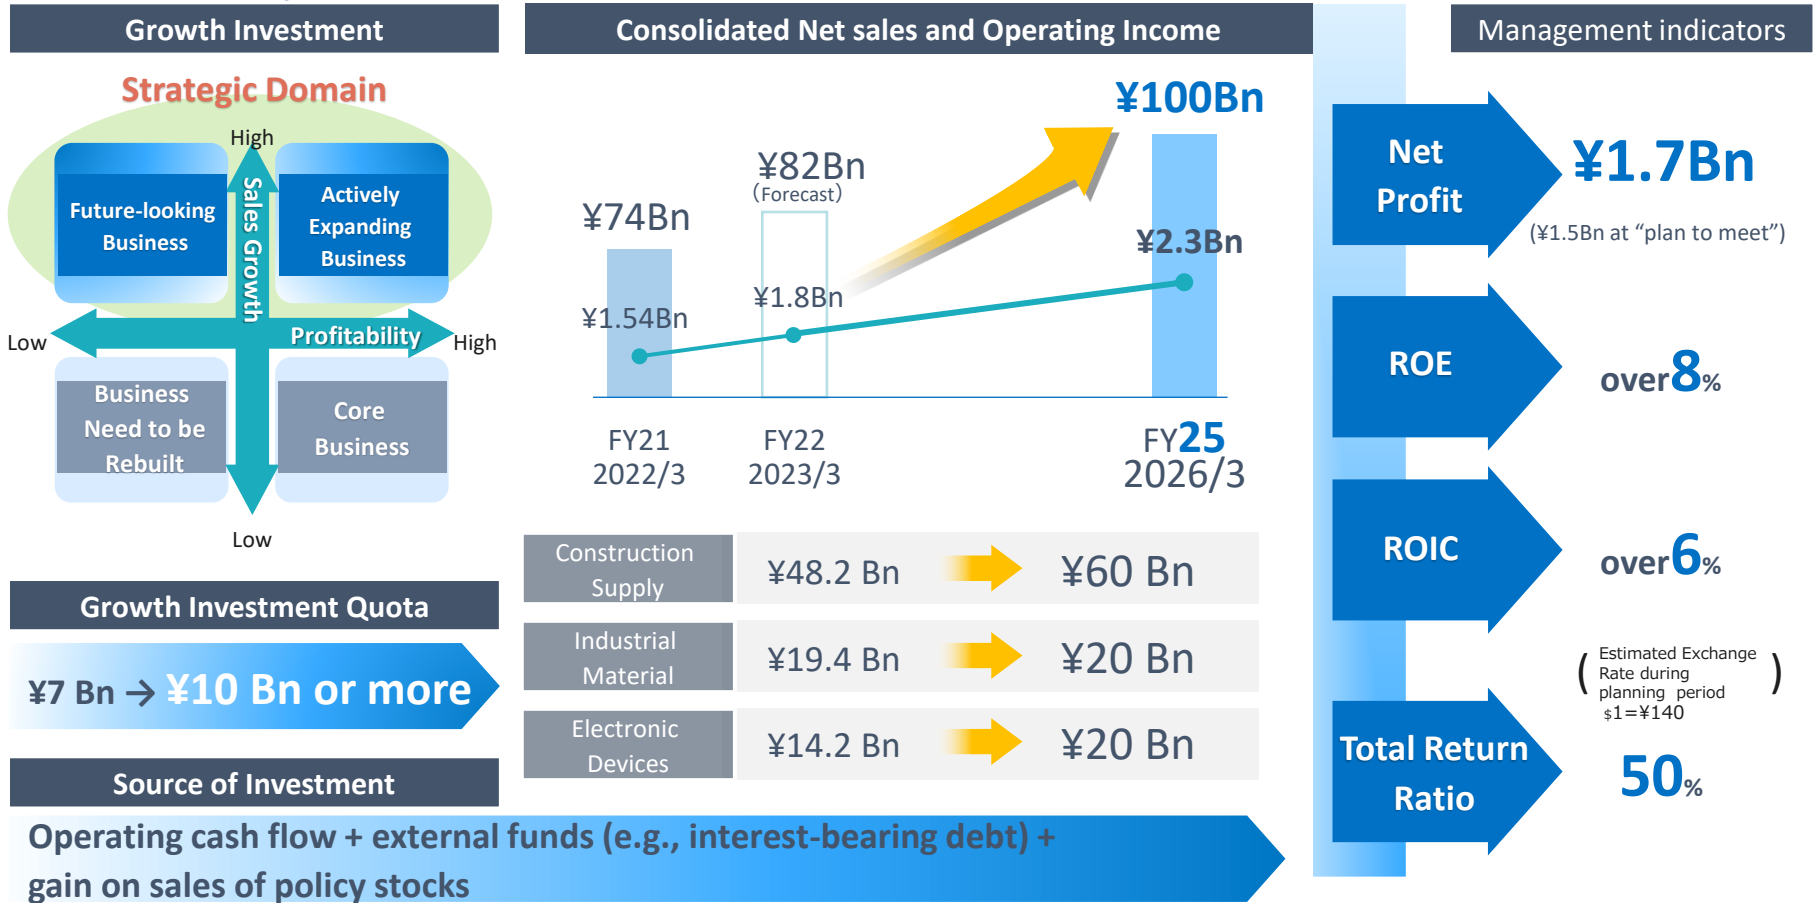 Growth Investment
Strategic Domain
High
Future-looking
Business
Sales Growth
Actively
Expanding
Business
Low
Profitability
High
Business
Need to be
Rebuilt
Core
Business
Low
Growth Investment Quota
¥7 Bn → ¥10 Bn or more
Source of Investment
Operating cash flow + external funds (e.g., interest-bearing debt) +
gain on sales of policy stocks
Consolidated Net sales and Operating Income
¥100Bn
¥82Bn
(Forecast)
¥74Bn
¥2.3Bn
¥1.8Bn
¥1.54Bn
FY21
2022/3
FY22
2023/3
FY25
2026/3
Construction
Supply
¥48.2 Bn
¥60 Bn
Industrial
Material
¥19.4 Bn
¥20 Bn
Electronic
Devices
¥14.2 Bn
¥20 Bn
Management indicators
Net
Profit
¥1.7Bn
(¥1.5Bn at “plan to meet”)
ROE
over8%
ROIC
over6%
(Estimated Exchange
Rate during
planning period
$1=¥140)
Total Return
Ratio
50%